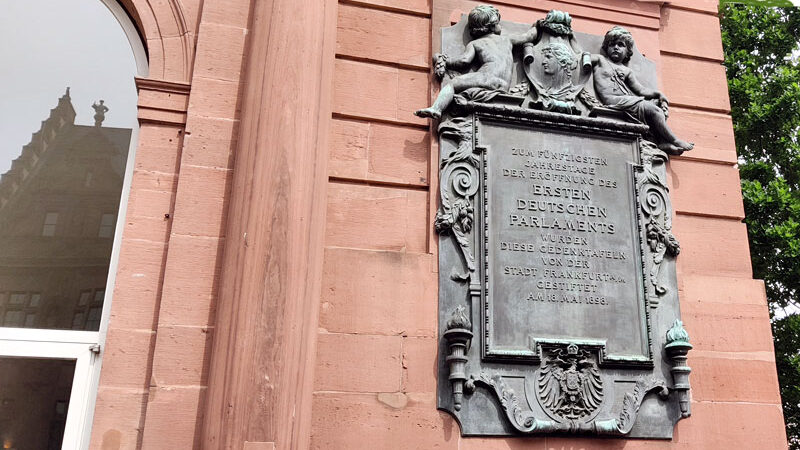 ZUM FÜNFZIGSTEN
JAHRESTAGE
DER ERÖFFNUNG DES
ERSTEN
DEUTSCHEN
PARLAMENTS
WURDEN
DIESE GEDENKTAFELN
VON DER
STADT FRANKFURT A/M.
GESTIFTET
AM 18. MAI 1898.